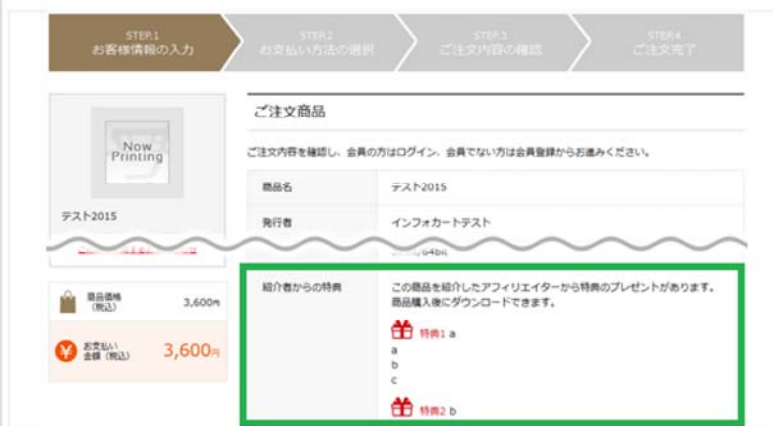 STEP.1
お客様情報の入力
STEP.2
お支払い方法の選択
STEP.3
ご注文内容の確認
STEP.4
ご注文完了
Now
Printing
テスト2015
商品価格
（税込）
3,600円
お支払い
金額（税込）
3,600円
ご注文商品
ご注文内容を確認し、会員の方はログイン、会員でない方は会員登録からお進みください。
商品名
テスト2015
発行者
インフォカートテスト
紹介者からの特典
この商品を紹介したアフィリエイターから特典のプレゼントがあります。
商品購入後にダウンロードできます。
特典1 a
a
b
c
特典2 b